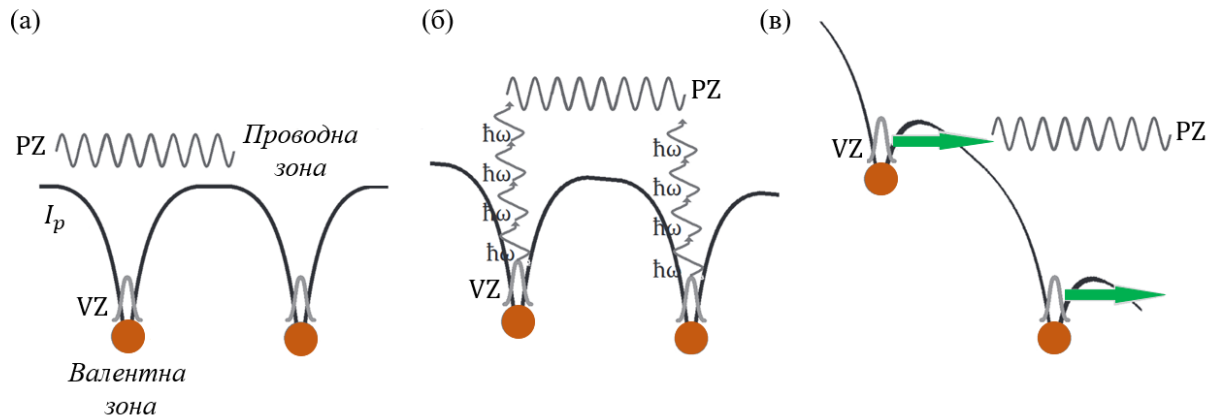 (а)
PZ
Проводна
зона
I_p
VZ
Валентна
зона
(б)
PZ
ħω
ħω
ħω
ħω
ħω
ħω
ħω
ħω
VZ
(в)
VZ
PZ